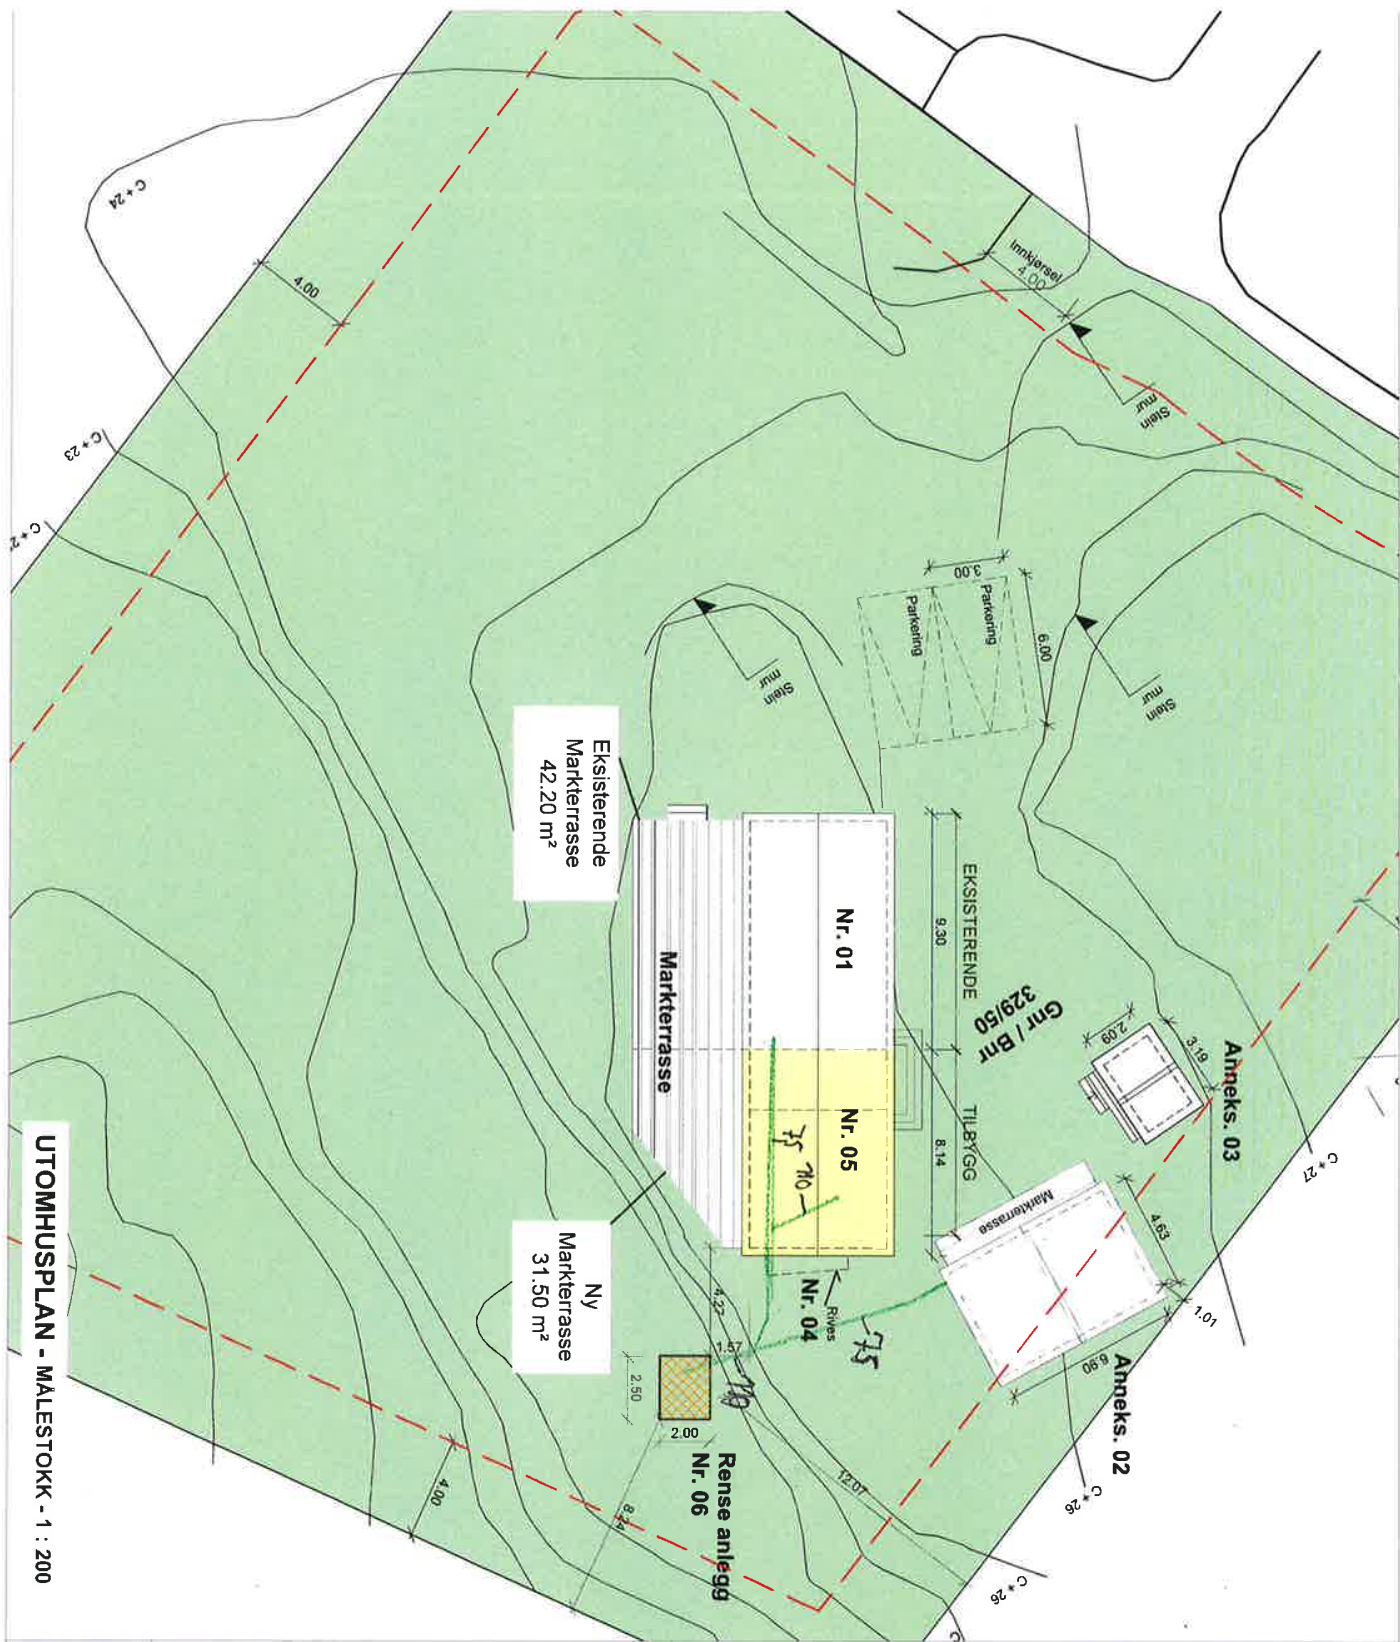 UTOMHUSPLAN - MÅLESTOKK - 1 : 200
Innkjørsel
4.00
Stein
mur
Stein
mur
Stein
mur
Parkering
Parkering
3.00
6.00
4.00
C + 24
C + 23
Eksisterende
Markterrasse
42.20 m²
Nr. 01
Markterrasse
EKSISTERENDE
9.30
TILBYGG
8.14
Gnr / Bnr
329/50
Nr. 05
75
110
Anneks. 03
2.09
3.19
C + 27
Markterrasse
4.63
1.01
6.90
Anneks. 02
C + 26
Rives
Nr. 04
75
4.27
1.57
110
Ny
Markterrasse
31.50 m²
2.50
2.00
Rense anlegg
Nr. 06
12.07
8.24
4.00
C + 26